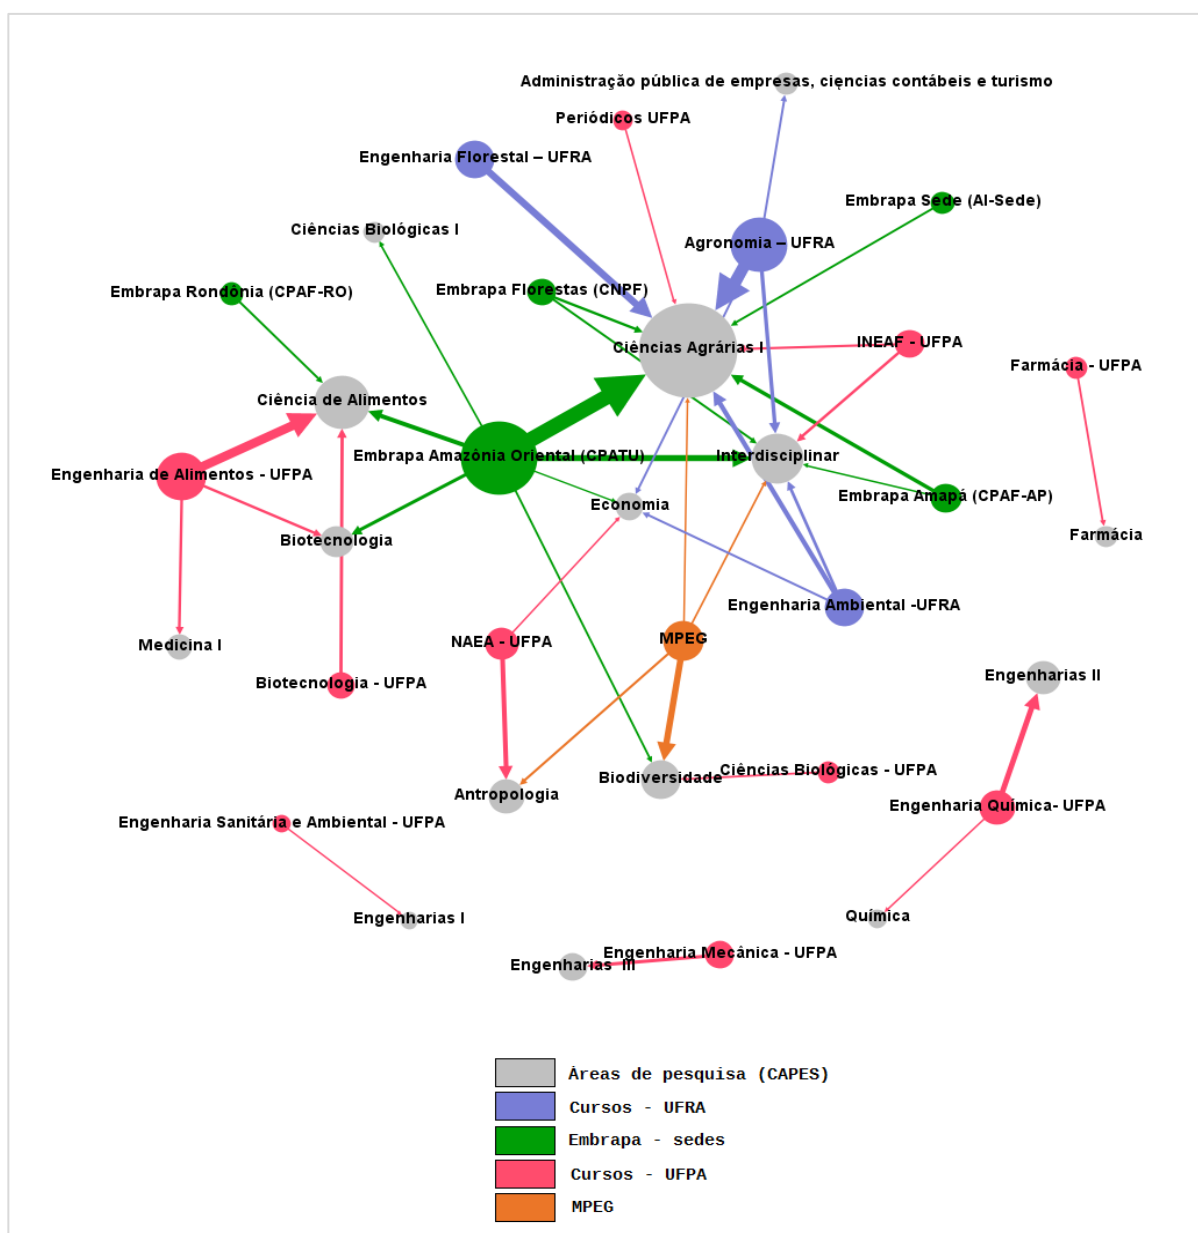 Administração pública de empresas, cięncias contábeis e turismo
Periódicos UFPA
Engenharia Florestal – UFRA
Embrapa Sede (AI-Sede)
Ciências Biológicas I
Agronomia – UFRA
Embrapa Rondônia (CPAF-RO)
Embrapa Florestas (CNPF)
Ciências Agrárias I
INEAF - UFPA
Farmácia - UFPA
Ciência de Alimentos
Embrapa Amazônia Oriental (CPATU)
Interdisciplinar
Engenharia de Alimentos - UFPA
Embrapa Amapá (CPAF-AP)
Economia
Farmácia
Biotecnologia
Engenharia Ambiental -UFRA
MPEG
NAEA - UFPA
Medicina I
Engenharias II
Biotecnologia - UFPA
Ciências Biológicas - UFPA
Biodiversidade
Antropologia
Engenharia Química- UFPA
Engenharia Sanitária e Ambiental - UFPA
Química
Engenharias I
Engenharia Mecânica - UFPA
Engenharias III
Áreas de pesquisa (CAPES)
Cursos - UFRA
Embrapa - sedes
Cursos - UFPA
MPEG